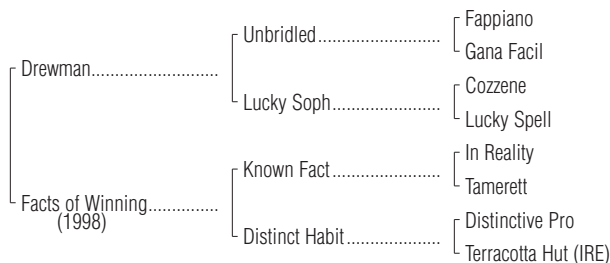 Fappiano
Unbridled
Gana Facil
Drewman
Cozzene
Lucky Soph
Lucky Spell
In Reality
Known Fact
Tamerett
Facts of Winning
(1998)
Distinctive Pro
Distinct Habit
Terracotta Hut (IRE)